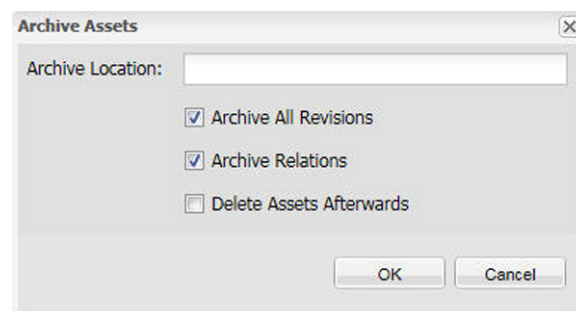 Archive Assets
Archive Location:
Archive All Revisions
Archive Relations
Delete Assets Afterwards
OK Cancel